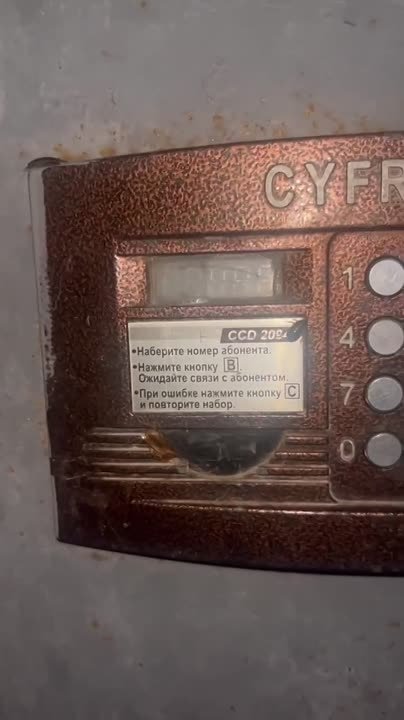 CYFR
CCD 2094
•Наберите номер абонента.
•Нажмите кнопку B.
Ожидайте связи с абонентом.
•При ошибке нажмите кнопку C
и повторите набор.
1
4
7
0